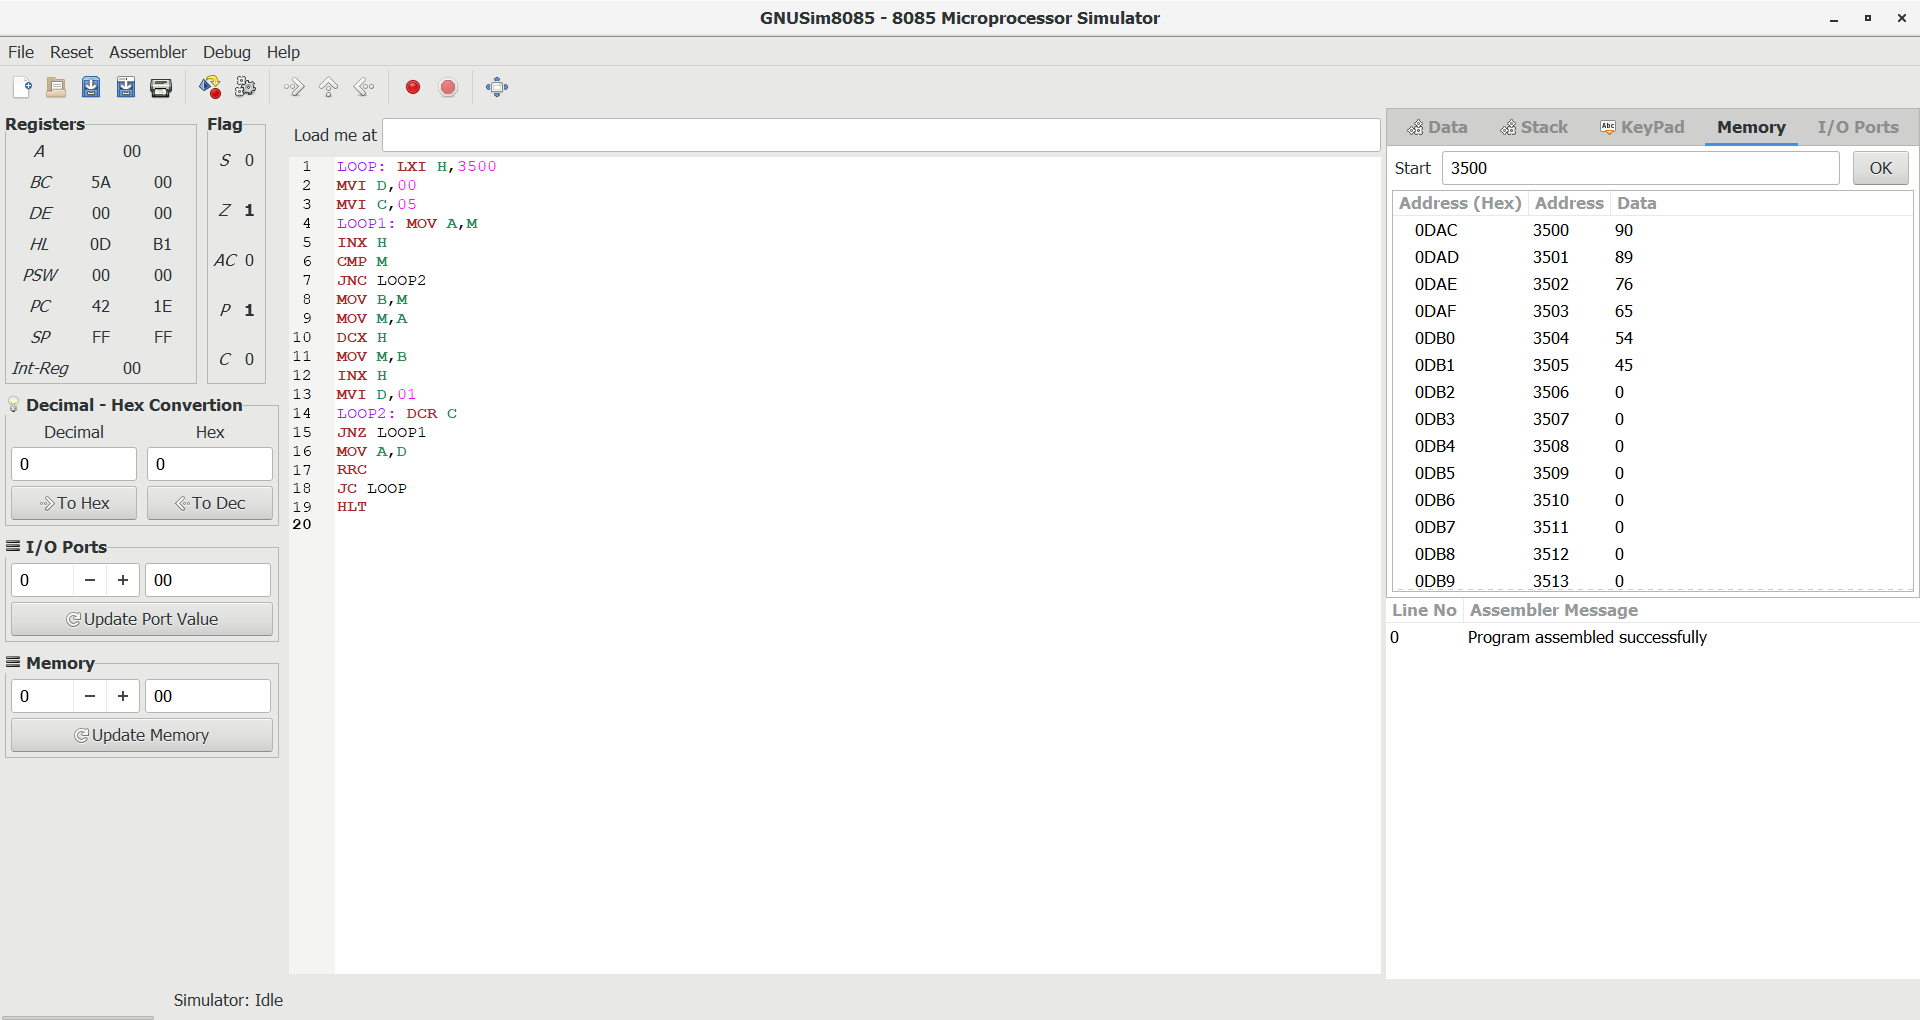 GNUSim8085 - 8085 Microprocessor Simulator
File Reset Assembler Debug Help
Registers
A 00
BC 5A 00
DE 00 00
HL 0D B1
PSW 00 00
PC 42 1E
SP FF FF
Int-Reg 00
Flag
S 0
Z 1
AC 0
P 1
C 0
Decimal - Hex Convertion
Decimal Hex
0 0
To Hex To Dec
I/O Ports
0 − + 00
Update Port Value
Memory
0 − + 00
Update Memory
Load me at
1 LOOP: LXI H,3500
2 MVI D,00
3 MVI C,05
4 LOOP1: MOV A,M
5 INX H
6 CMP M
7 JNC LOOP2
8 MOV B,M
9 MOV M,A
10 DCX H
11 MOV M,B
12 INX H
13 MVI D,01
14 LOOP2: DCR C
15 JNZ LOOP1
16 MOV A,D
17 RRC
18 JC LOOP
19 HLT
20
Data Stack Abc KeyPad Memory I/O Ports
Start 3500 OK
Address (Hex) Address Data
0DAC 3500 90
0DAD 3501 89
0DAE 3502 76
0DAF 3503 65
0DB0 3504 54
0DB1 3505 45
0DB2 3506 0
0DB3 3507 0
0DB4 3508 0
0DB5 3509 0
0DB6 3510 0
0DB7 3511 0
0DB8 3512 0
0DB9 3513 0
Line No Assembler Message
0 Program assembled successfully
Simulator: Idle